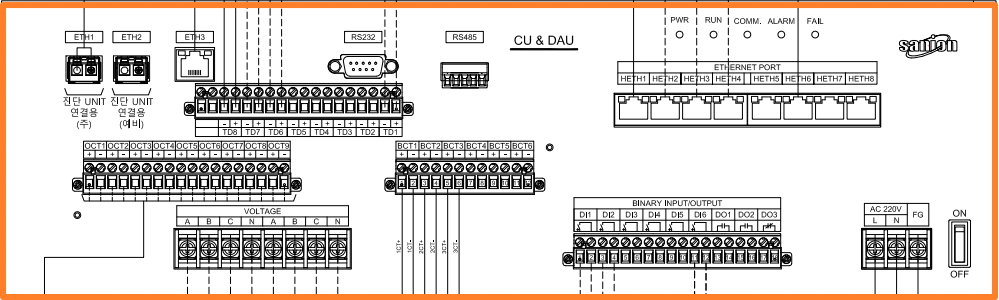 ETH1
ETH2
ETH3
RS232
RS485
CU & DAU
PWR RUN COMM. ALARM FAIL
sanion
진단 UNIT
연결용
(주)
진단 UNIT
연결용
(예비)
ETHERNET PORT
HETH1 HETH2 HETH3 HETH4 HETH5 HETH6 HETH7 HETH8
- + - + - + - + - + - + - + - +
TD8 TD7 TD6 TD5 TD4 TD3 TD2 TD1
OCT1 OCT2 OCT3 OCT4 OCT5 OCT6 OCT7 OCT8 OCT9
+ - + - + - + - + - + - + - + - + -
BCT1 BCT2 BCT3 BCT4 BCT5 BCT6
+ - + - + - + - + - + -
VOLTAGE
A B C N A B C N
1CT+
1CT-
2CT+
2CT-
3CT+
3CT-
BINARY INPUT/OUTPUT
DI1 DI2 DI3 DI4 DI5 DI6 DO1 DO2 DO3
AC 220V
L N
FG
ON
OFF